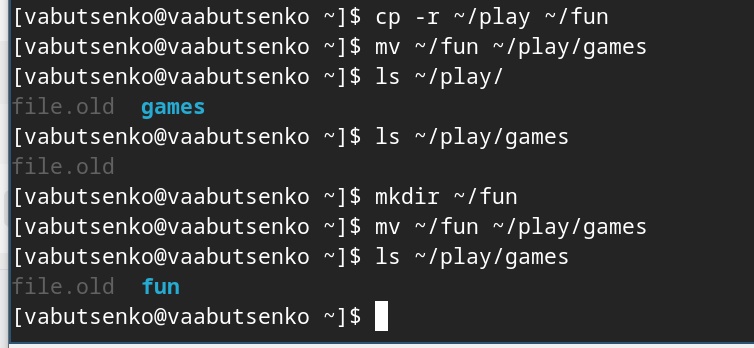 [vabutsenko@vaabutsenko ~]$ cp -r ~/play ~/fun
[vabutsenko@vaabutsenko ~]$ mv ~/fun ~/play/games
[vabutsenko@vaabutsenko ~]$ ls ~/play/
file.old  games
[vabutsenko@vaabutsenko ~]$ ls ~/play/games
file.old
[vabutsenko@vaabutsenko ~]$ mkdir ~/fun
[vabutsenko@vaabutsenko ~]$ mv ~/fun ~/play/games
[vabutsenko@vaabutsenko ~]$ ls ~/play/games
file.old  fun
[vabutsenko@vaabutsenko ~]$